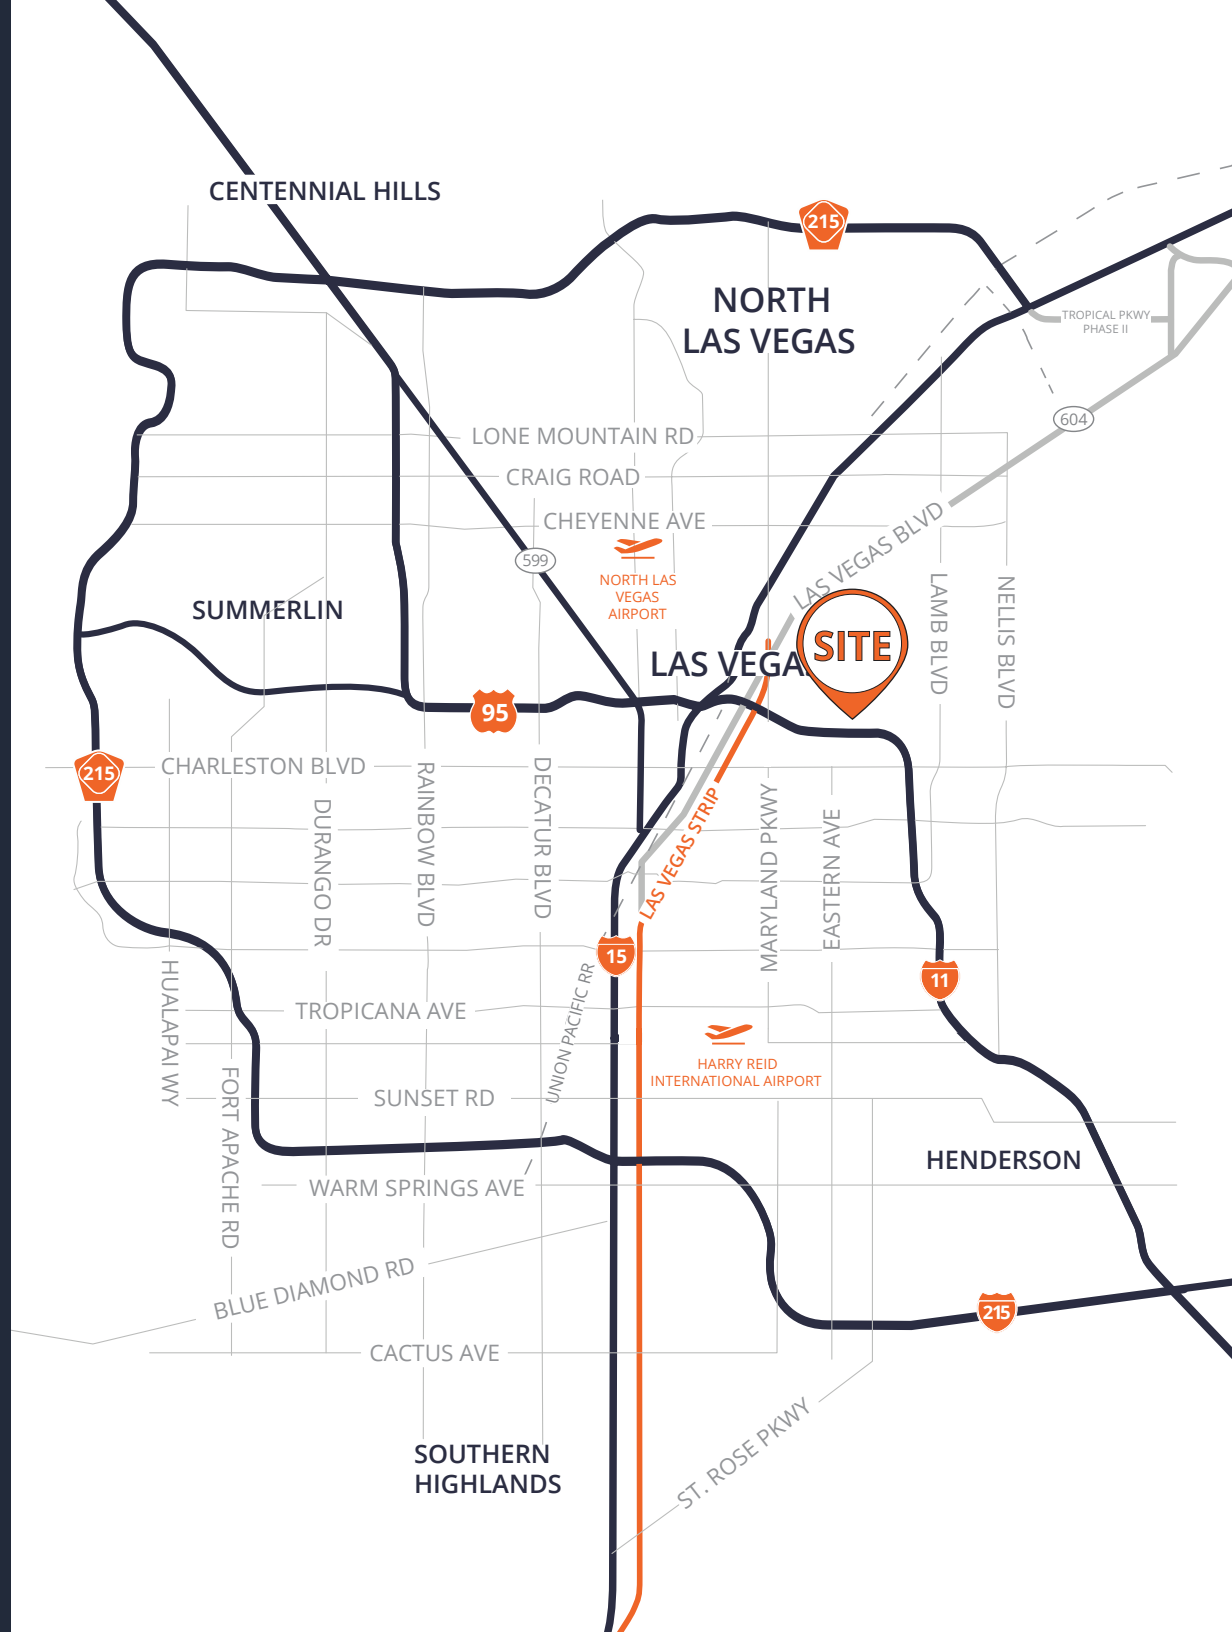 CENTENNIAL HILLS
215
NORTH
LAS VEGAS
TROPICAL PKWY
PHASE II
604
LONE MOUNTAIN RD
CRAIG ROAD
CHEYENNE AVE
LAS VEGAS BLVD
599
NORTH LAS
VEGAS
AIRPORT
SUMMERLIN
LAMB BLVD
NELLIS BLVD
SITE
LAS VEGA
95
215
CHARLESTON BLVD
DURANGO DR
RAINBOW BLVD
DECATUR BLVD
LAS VEGAS STRIP
MARYLAND PKWY
EASTERN AVE
15
11
HUALAPAI WY
TROPICANA AVE
UNION PACIFIC RR
HARRY REID
INTERNATIONAL AIRPORT
FORT APACHE RD
SUNSET RD
HENDERSON
WARM SPRINGS AVE
BLUE DIAMOND RD
215
CACTUS AVE
ST. ROSE PKWY
SOUTHERN
HIGHLANDS